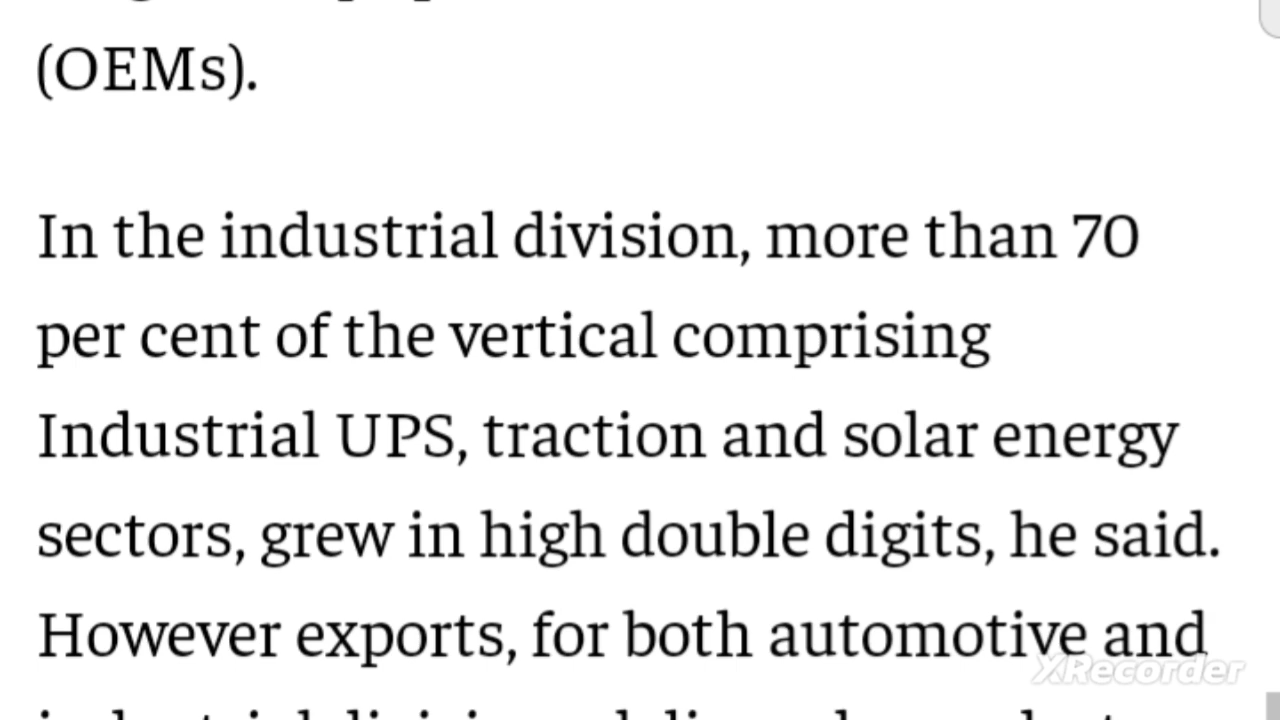 (OEMs).
In the industrial division, more than 70
per cent of the vertical comprising
Industrial UPS, traction and solar energy
sectors, grew in high double digits, he said.
However exports, for both automotive and
XRecorder